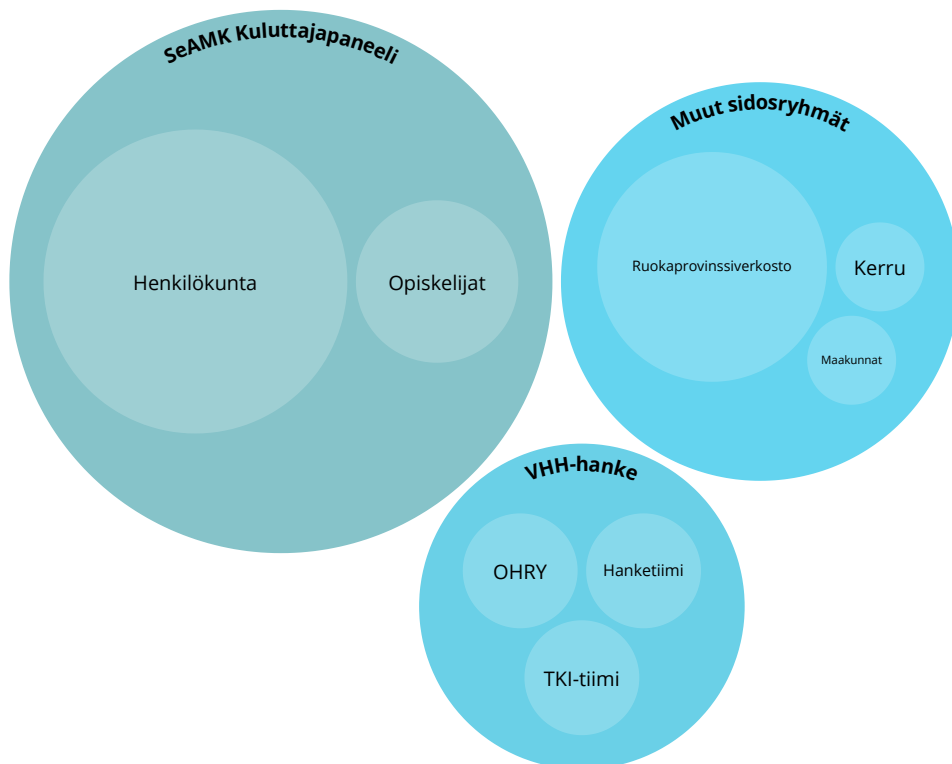 SeAMK Kuluttajapaneeli
Henkilökunta
Opiskelijat
Muut sidosryhmät
Ruokaprovinssiverkosto
Kerru
Maakunnat
VHH-hanke
OHRY
Hanketiimi
TKI-tiimi